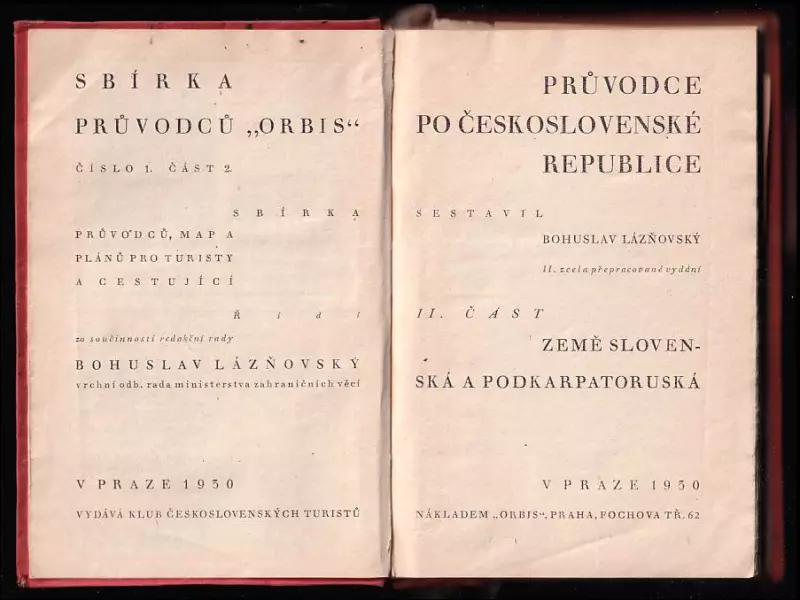 SBÍRKA
PRŮVODCŮ „ORBIS“
ČÍSLO 1. ČÁST 2.
SBÍRKA
PRŮVODCŮ, MAP A
PLÁNŮ PRO TURISTY
A CESTUJÍCÍ
Řídí
za součinnosti redakční rady
BOHUSLAV LÁZŇOVSKÝ
vrchní odb. rada ministerstva zahraničních věcí
V PRAZE 1930
VYDÁVÁ KLUB ČESKOSLOVENSKÝCH TURISTŮ
PRŮVODCE
PO ČESKOSLOVENSKÉ
REPUBLICE
SESTAVIL
BOHUSLAV LÁZŇOVSKÝ
II. zcela přepracované vydání
II. ČÁST
ZEMĚ SLOVEN-
SKÁ A PODKARPATORUSKÁ
V PRAZE 1930
NÁKLADEM „ORBIS“, PRAHA, FOCHOVA TŘ. 62